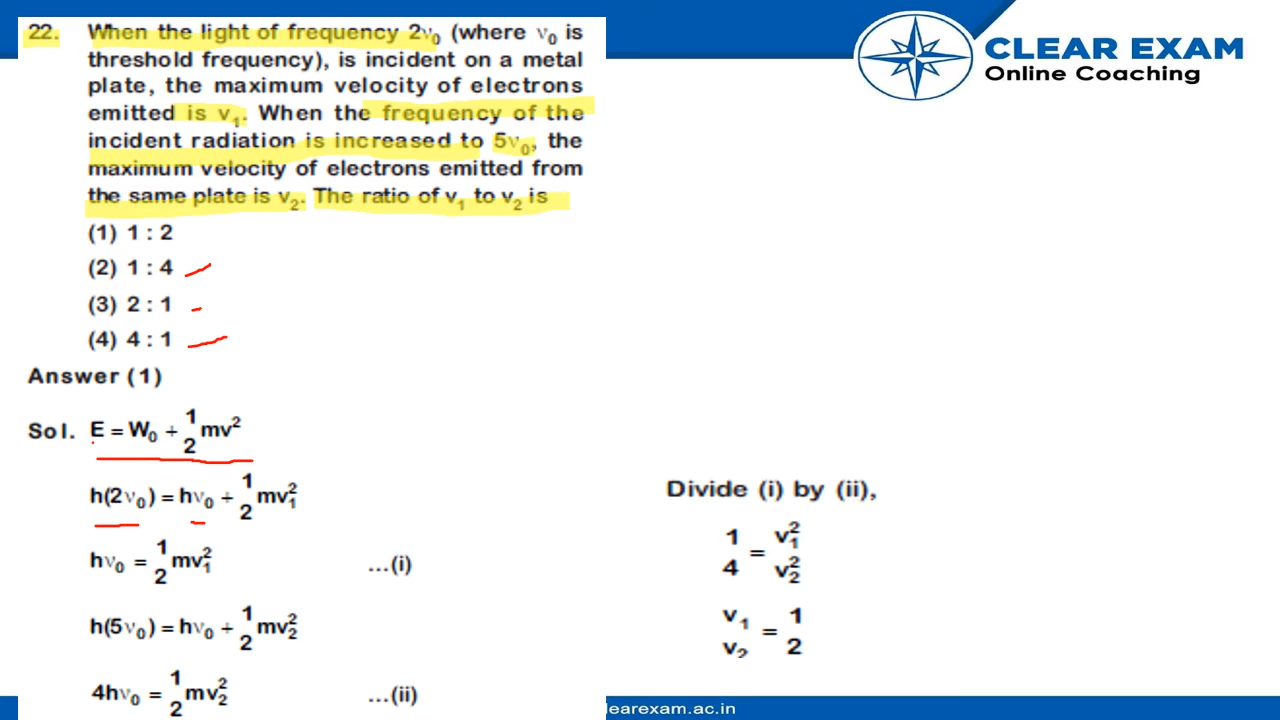 CLEAR EXAM
Online Coaching
22. When the light of frequency 2ν₀ (where ν₀ is
threshold frequency), is incident on a metal
plate, the maximum velocity of electrons
emitted is v₁. When the frequency of the
incident radiation is increased to 5ν₀, the
maximum velocity of electrons emitted from
the same plate is v₂. The ratio of v₁ to v₂ is
(1) 1 : 2
(2) 1 : 4
(3) 2 : 1
(4) 4 : 1
Answer (1)
Sol. E = W₀ + 1/2 mv²
h(2ν₀) = hν₀ + 1/2 mv₁²
hν₀ = 1/2 mv₁² ...(i)
h(5ν₀) = hν₀ + 1/2 mv₂²
4hν₀ = 1/2 mv₂² ...(ii)
Divide (i) by (ii),
1/4 = v₁²/v₂²
v₁/v₂ = 1/2
learexam.ac.in